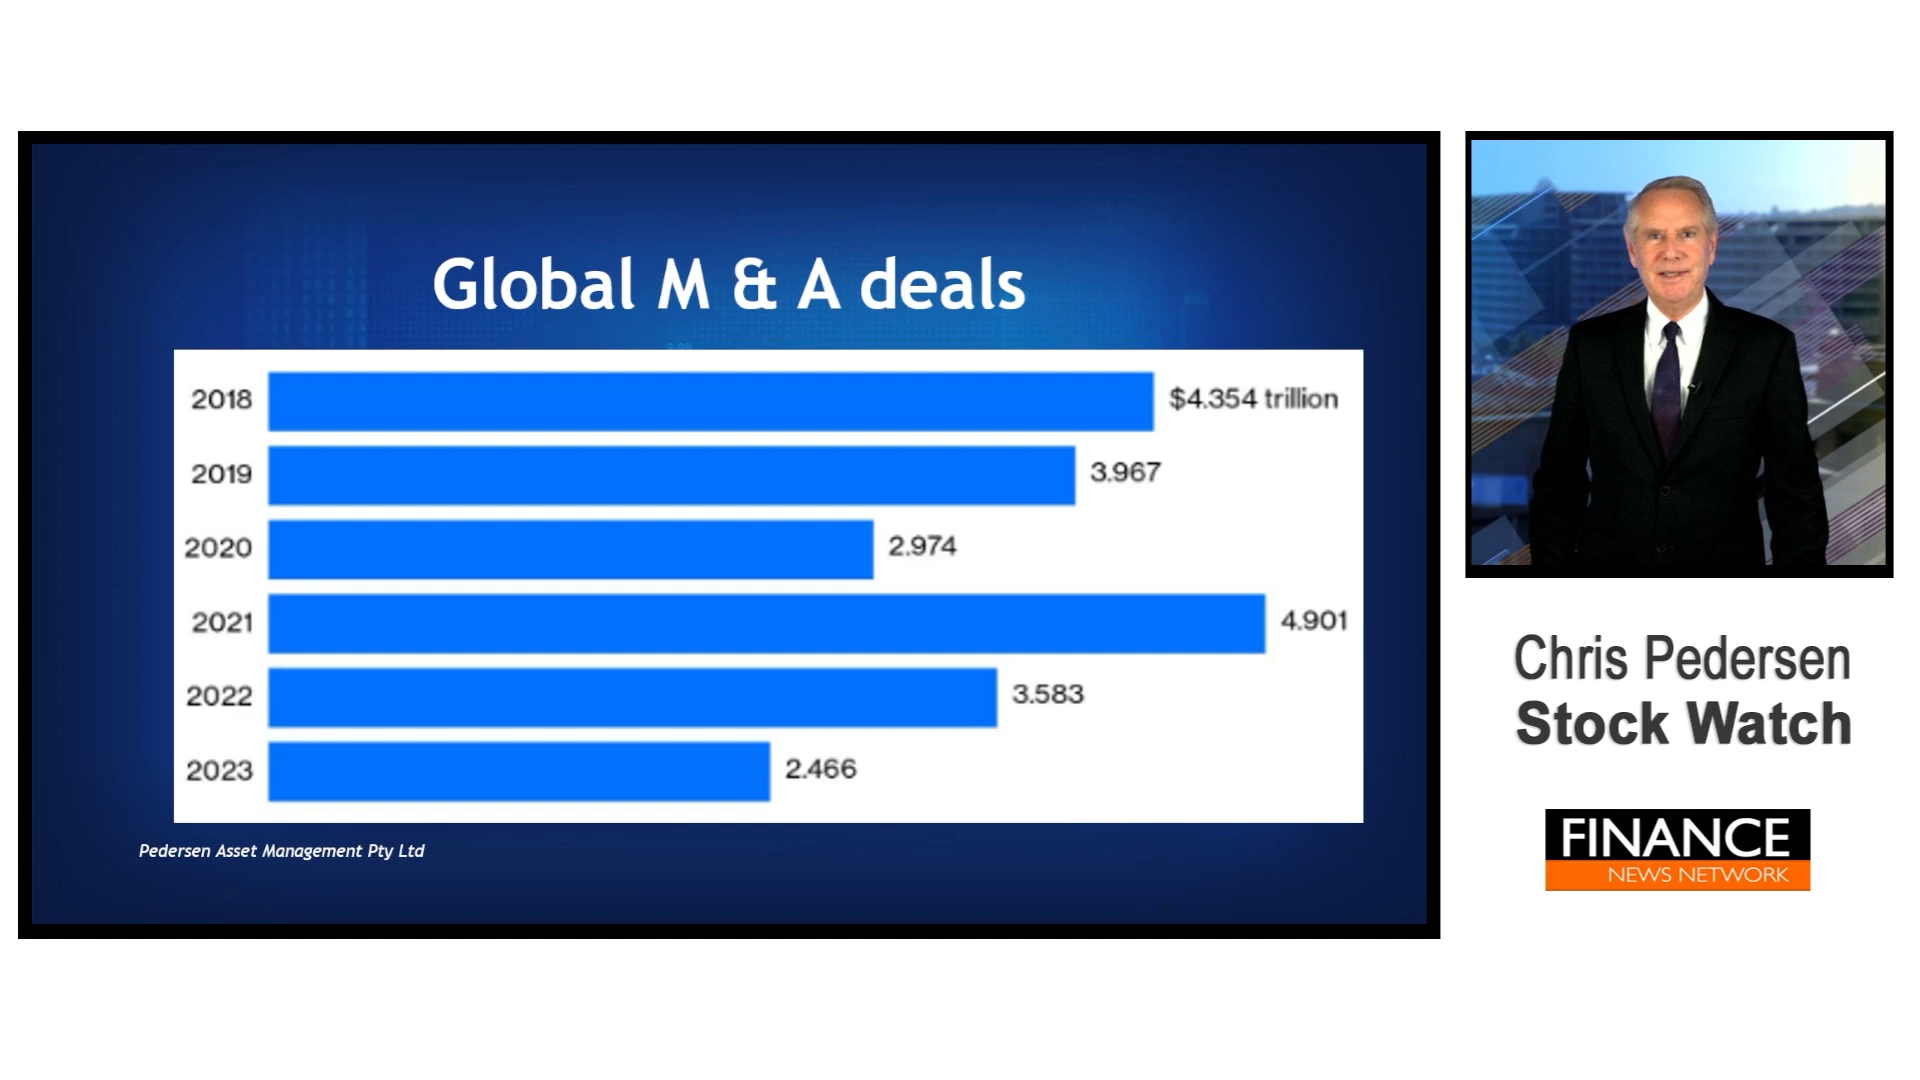 Global M & A deals
2018 $4.354 trillion
2019 3.967
2020 2.974
2021 4.901
2022 3.583
2023 2.466
Pedersen Asset Management Pty Ltd
Chris Pedersen
Stock Watch
FINANCE
NEWS NETWORK